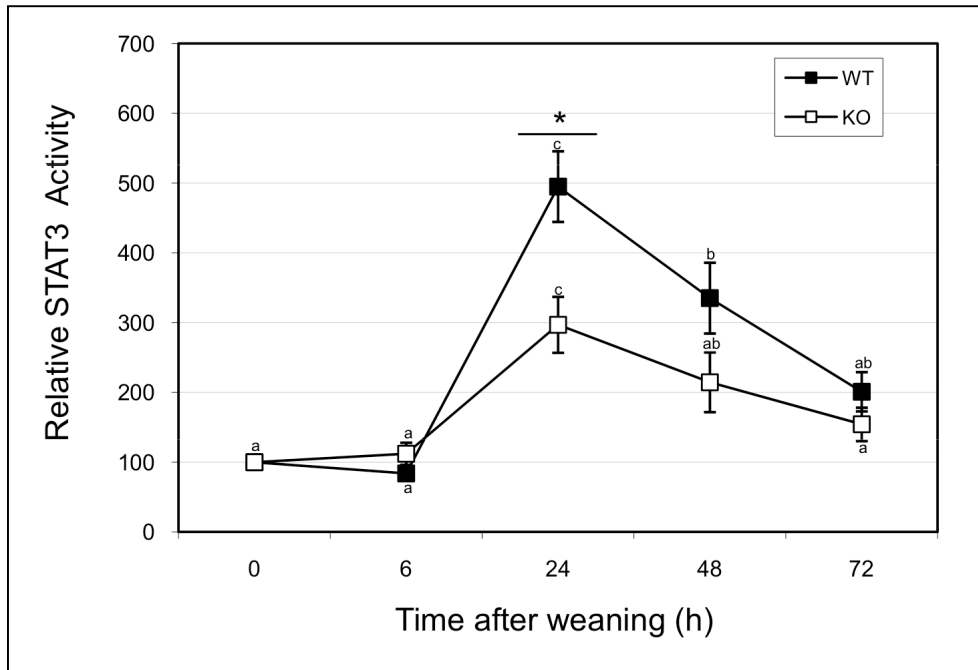 700
600
500
400
300
200
100
0
Relative STAT3 Activity
WT
KO
*
c
c
b
ab
ab
a
a
a
a
0 6 24 48 72
Time after weaning (h)